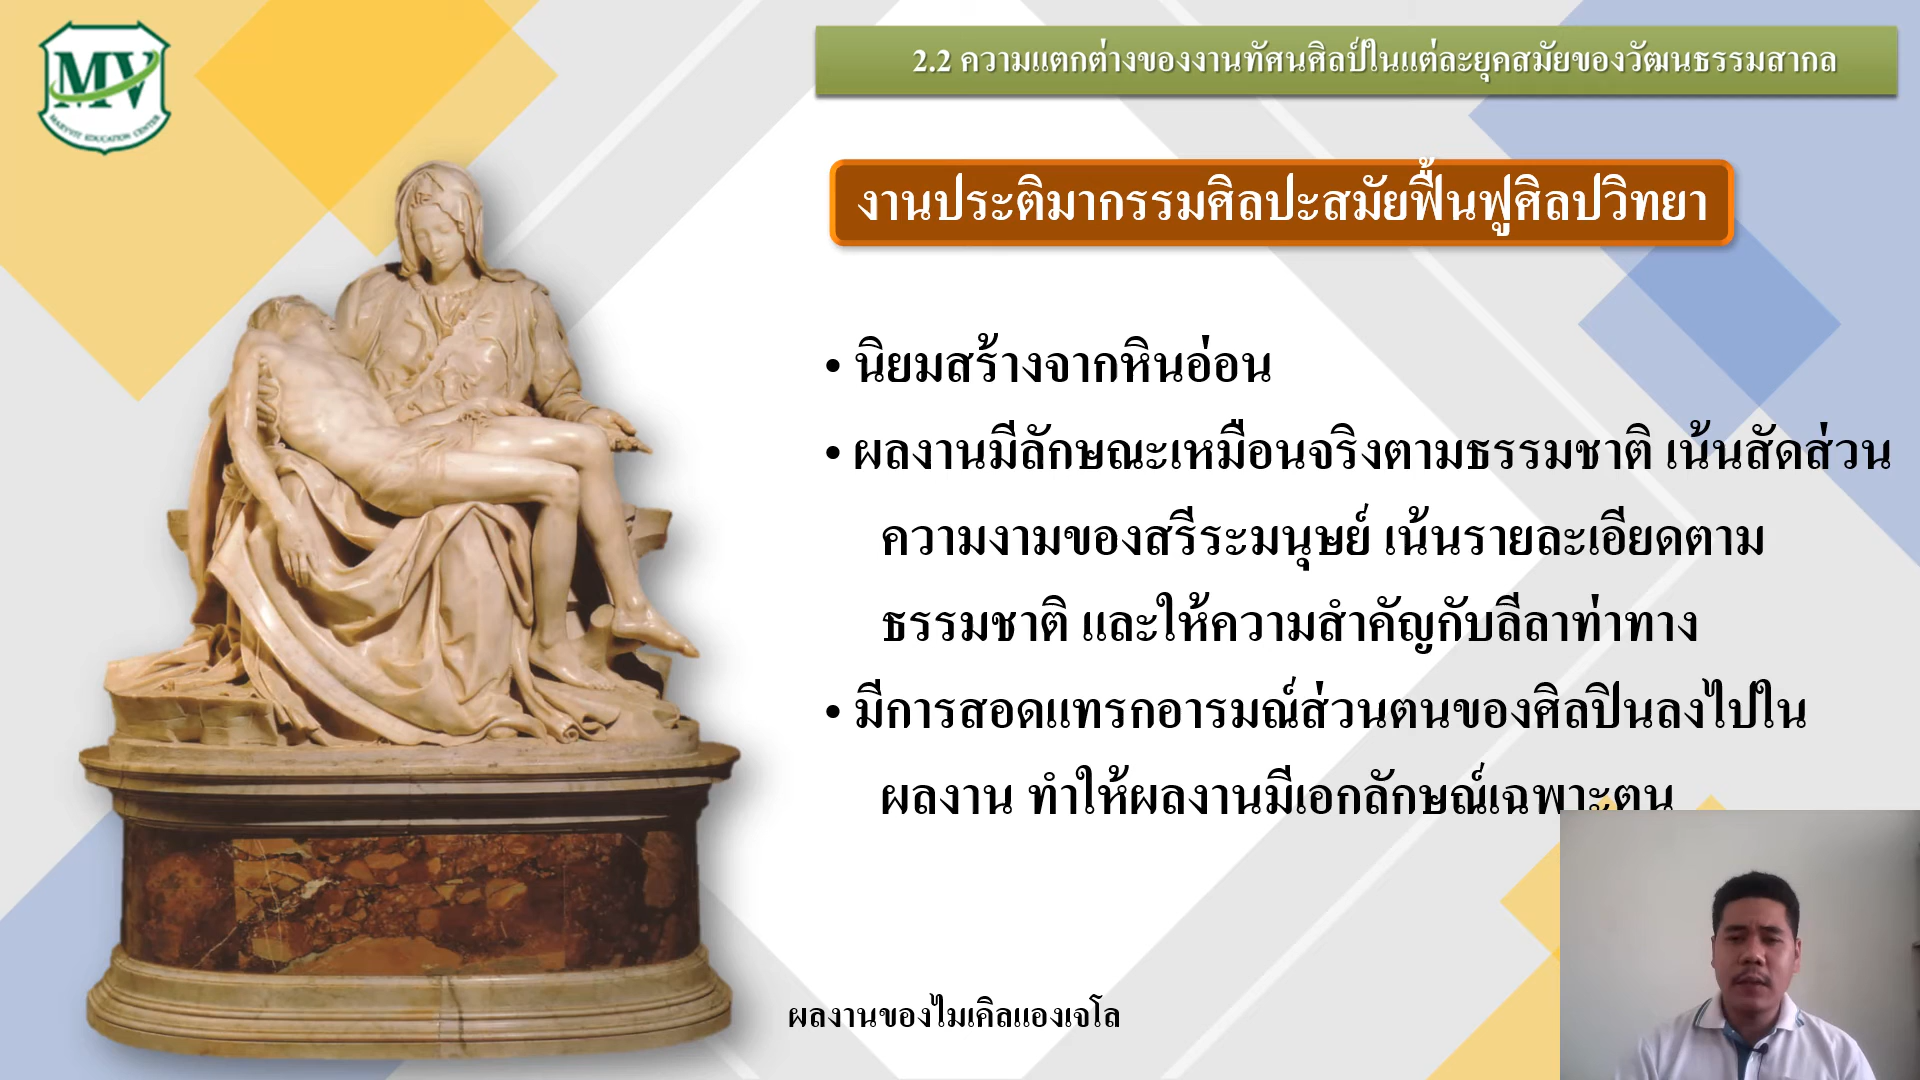 MV
MARYVIT EDUCATION CENTER
2.2 ความแตกต่างของงานทัศนศิลป์ในแต่ละยุคสมัยของวัฒนธรรมสากล
งานประติมากรรมศิลปะสมัยฟื้นฟูศิลปวิทยา
• นิยมสร้างจากหินอ่อน
• ผลงานมีลักษณะเหมือนจริงตามธรรมชาติ เน้นสัดส่วน
ความงามของสรีระมนุษย์ เน้นรายละเอียดตาม
ธรรมชาติ และให้ความสำคัญกับลีลาท่าทาง
• มีการสอดแทรกอารมณ์ส่วนตนของศิลปินลงไปใน
ผลงาน ทำให้ผลงานมีเอกลักษณ์เฉพาะตน
ผลงานของไมเคิลแองเจโล